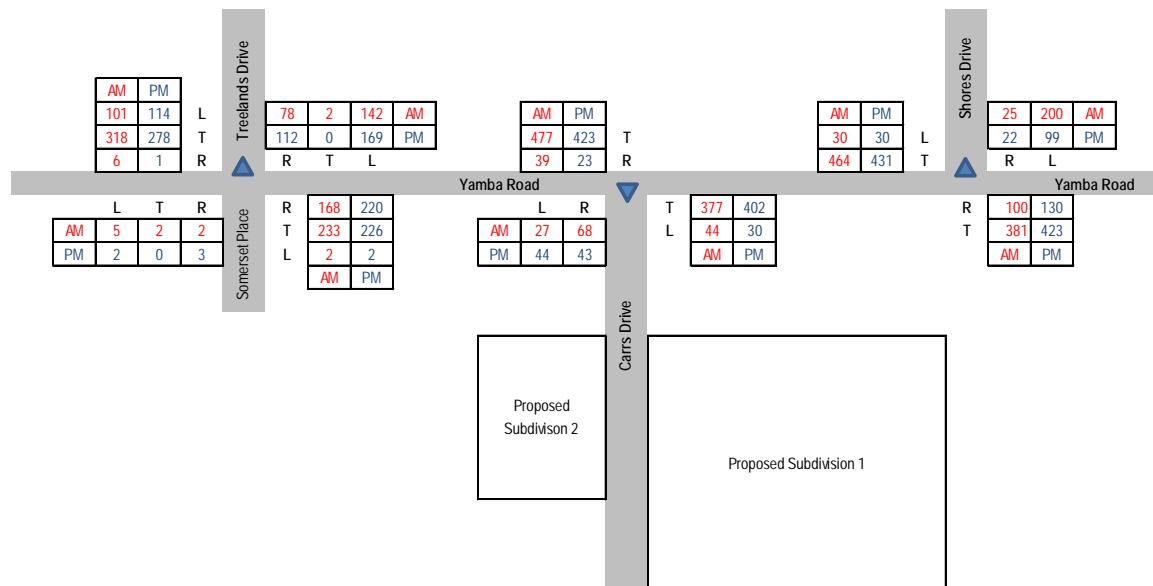 Treelands Drive
Shores Drive
AM PM
101 114 L
318 278 T
6 1 R
78 2 142 AM
112 0 169 PM
R T L
AM PM
477 423 T
39 23 R
AM PM
30 30 L
464 431 T
25 200 AM
22 99 PM
R L
Yamba Road
Yamba Road
L T R
AM 5 2 2
PM 2 0 3
Somerset Place
R 168 220
T 233 226
L 2 2
AM PM
L R
AM 27 68
PM 44 43
T 377 402
L 44 30
AM PM
R 100 130
T 381 423
AM PM
Carrs Drive
Proposed
Subdivison 2
Proposed Subdivision 1